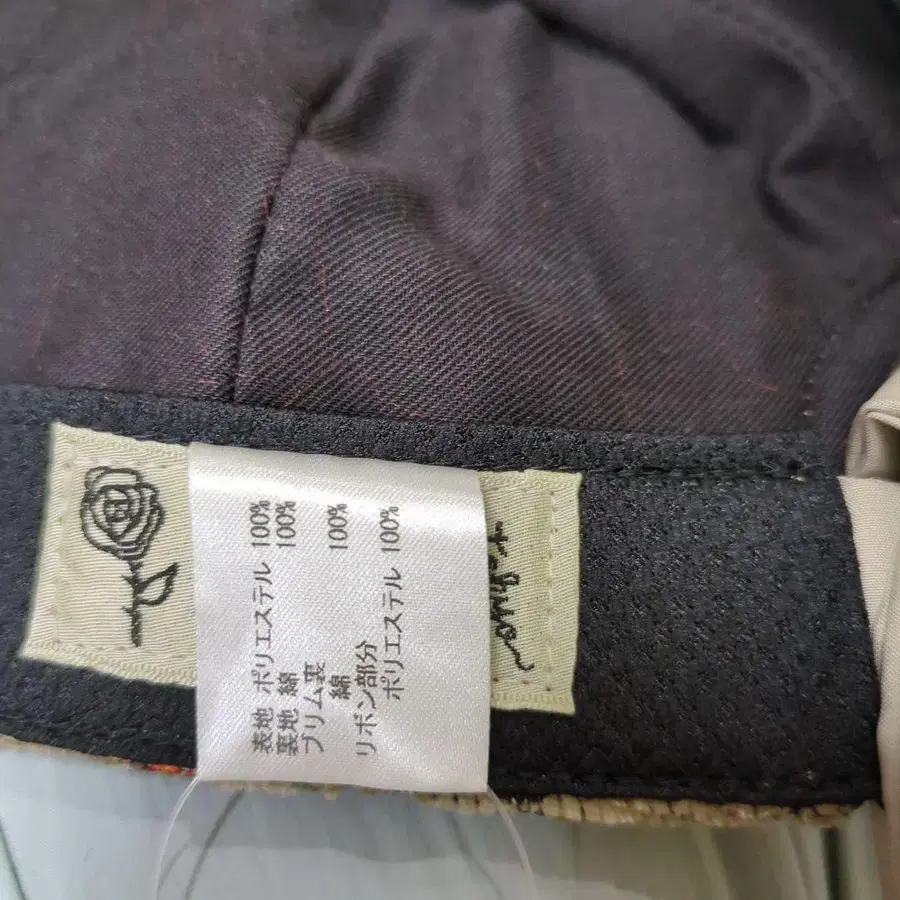 表地 ポリエステル 100%
裏地 綿 100%
ブリム裏
綿 100%
リボン部分
ポリエステル 100%